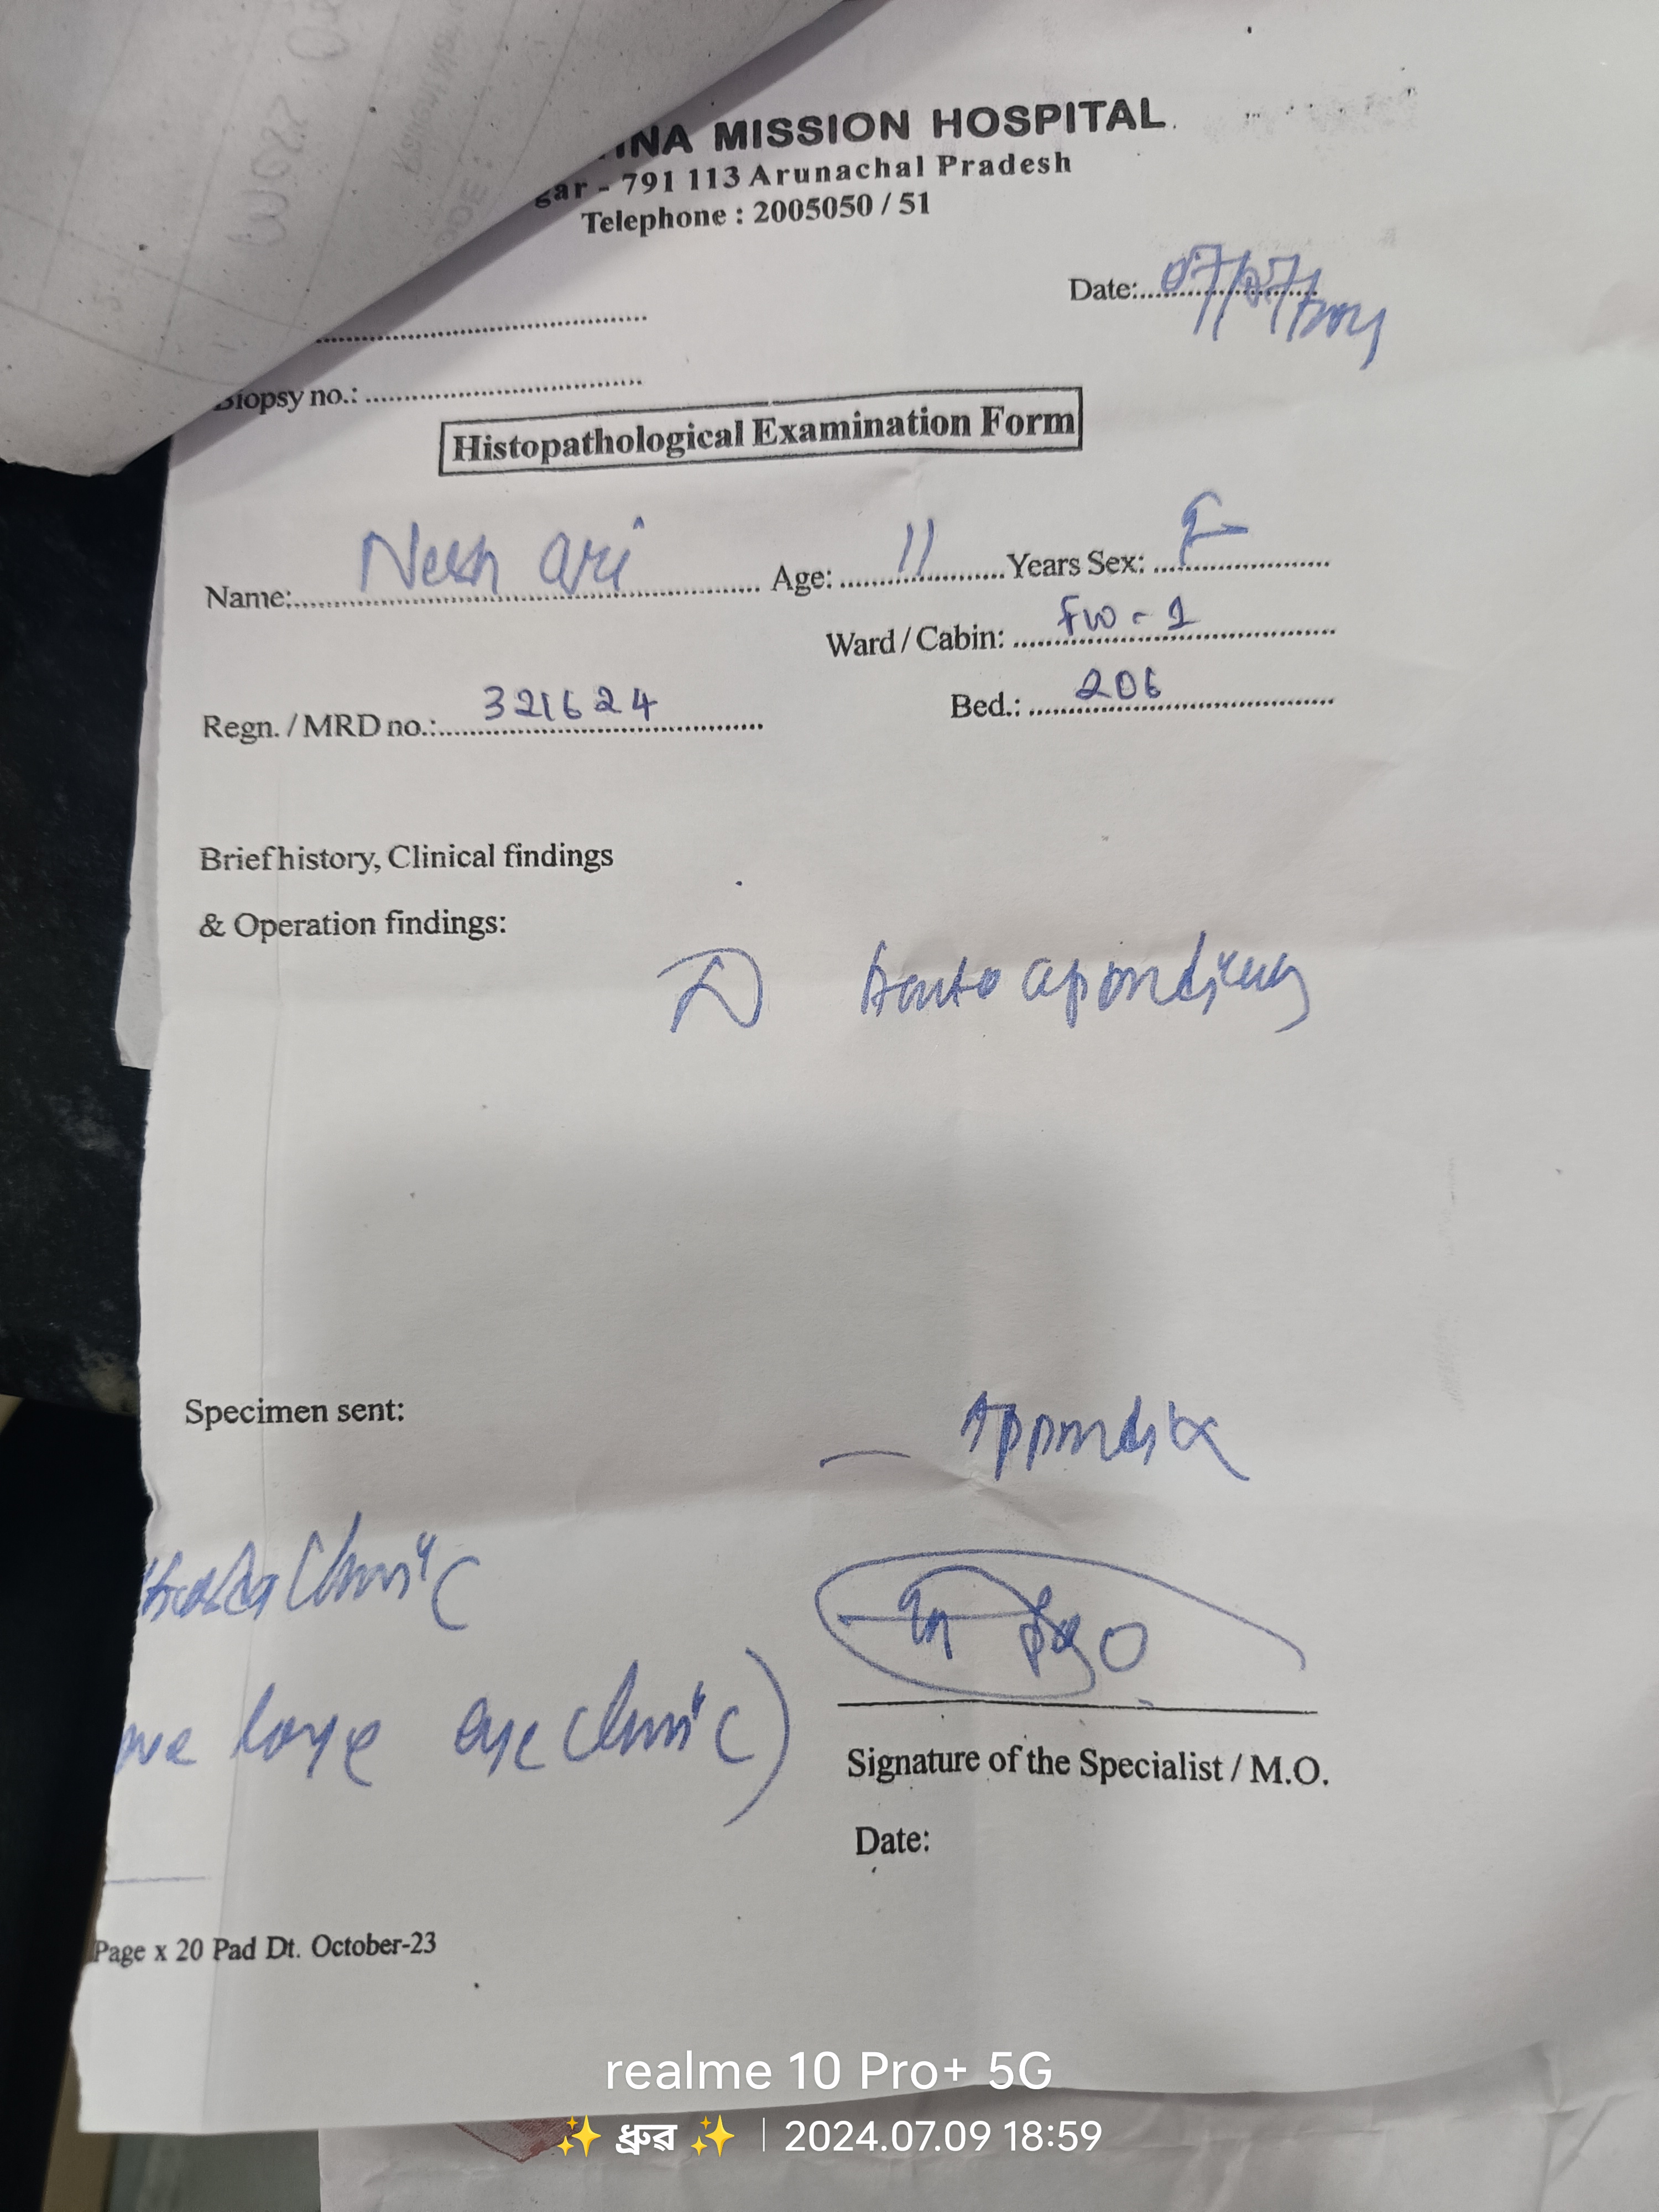 MISSION HOSPITAL
gar - 791 113 Arunachal Pradesh
Telephone : 2005050 / 51
Date: 07/07/2024
Biopsy no.:
Histopathological Examination Form
Name: Age: 11 Years Sex: F
Ward / Cabin: FW - 1
Regn. / MRD no.: 321624 Bed.: 206
Brief history, Clinical findings
& Operation findings:
Acute appendicitis
Specimen sent:
— Appendix
Clinic
eye clinic)
Signature of the Specialist / M.O.
Date:
Page x 20 Pad Dt. October-23
realme 10 Pro+ 5G
✨ ধ্ৰুৱ ✨ | 2024.07.09 18:59